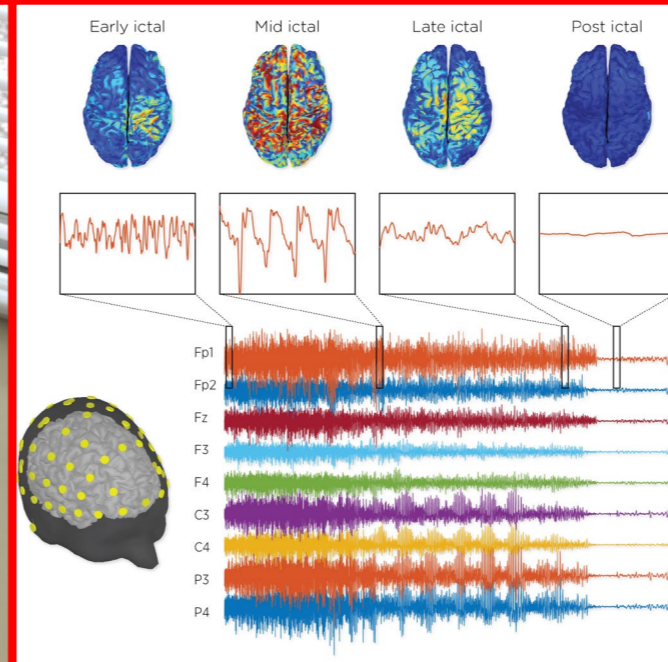 Early ictal
Mid ictal
Late ictal
Post ictal
Fp1
Fp2
Fz
F3
F4
C3
C4
P3
P4